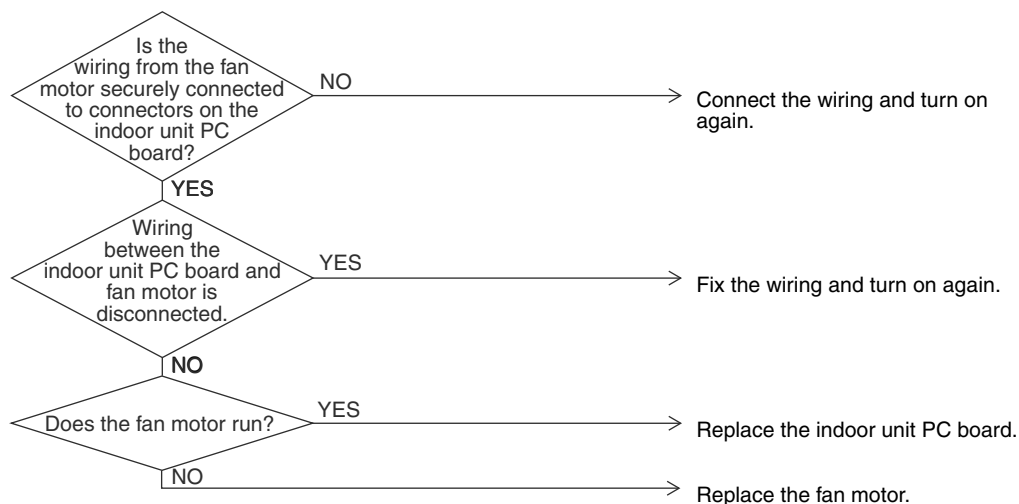 Is the
wiring from the fan
motor securely connected
to connectors on the
indoor unit PC
board?
NO
Connect the wiring and turn on
again.
YES
Wiring
between the
indoor unit PC board and
fan motor is
disconnected.
YES
Fix the wiring and turn on again.
NO
Does the fan motor run?
YES
Replace the indoor unit PC board.
NO
Replace the fan motor.